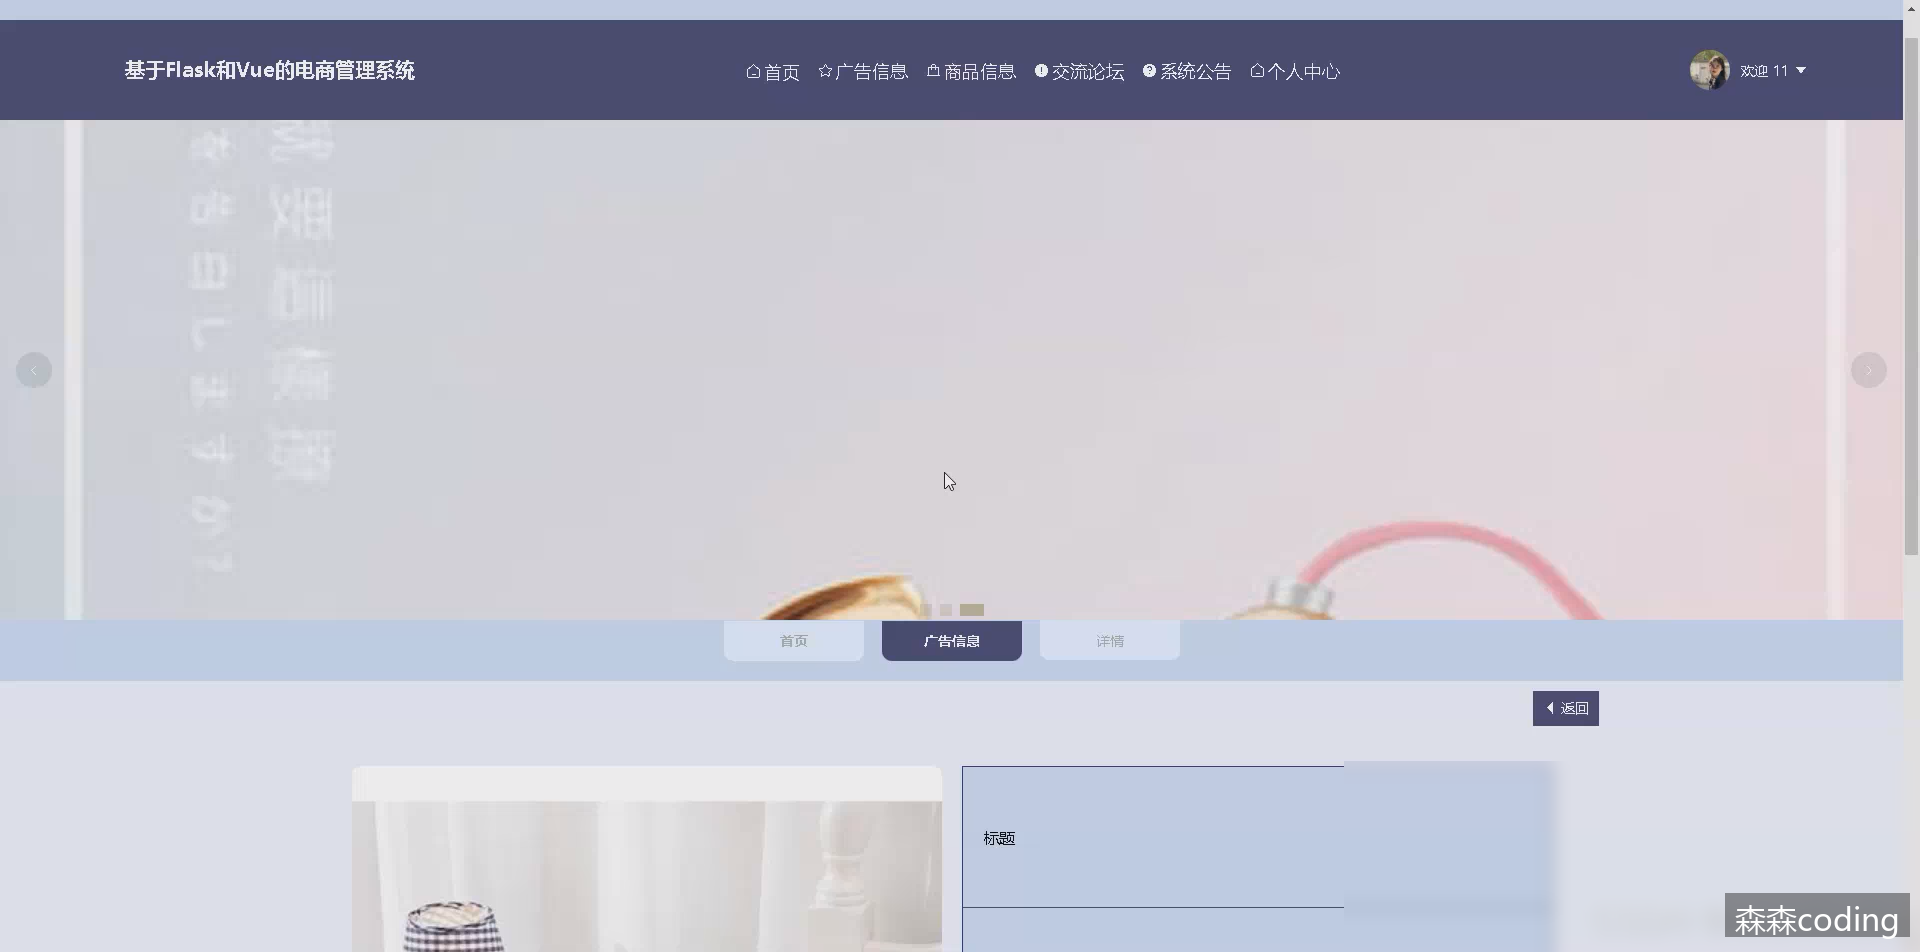 基于Flask和Vue的电商管理系统
首页 广告信息 商品信息 交流论坛 系统公告 个人中心
欢迎 11
首页 广告信息 详情
返回
标题
森森coding